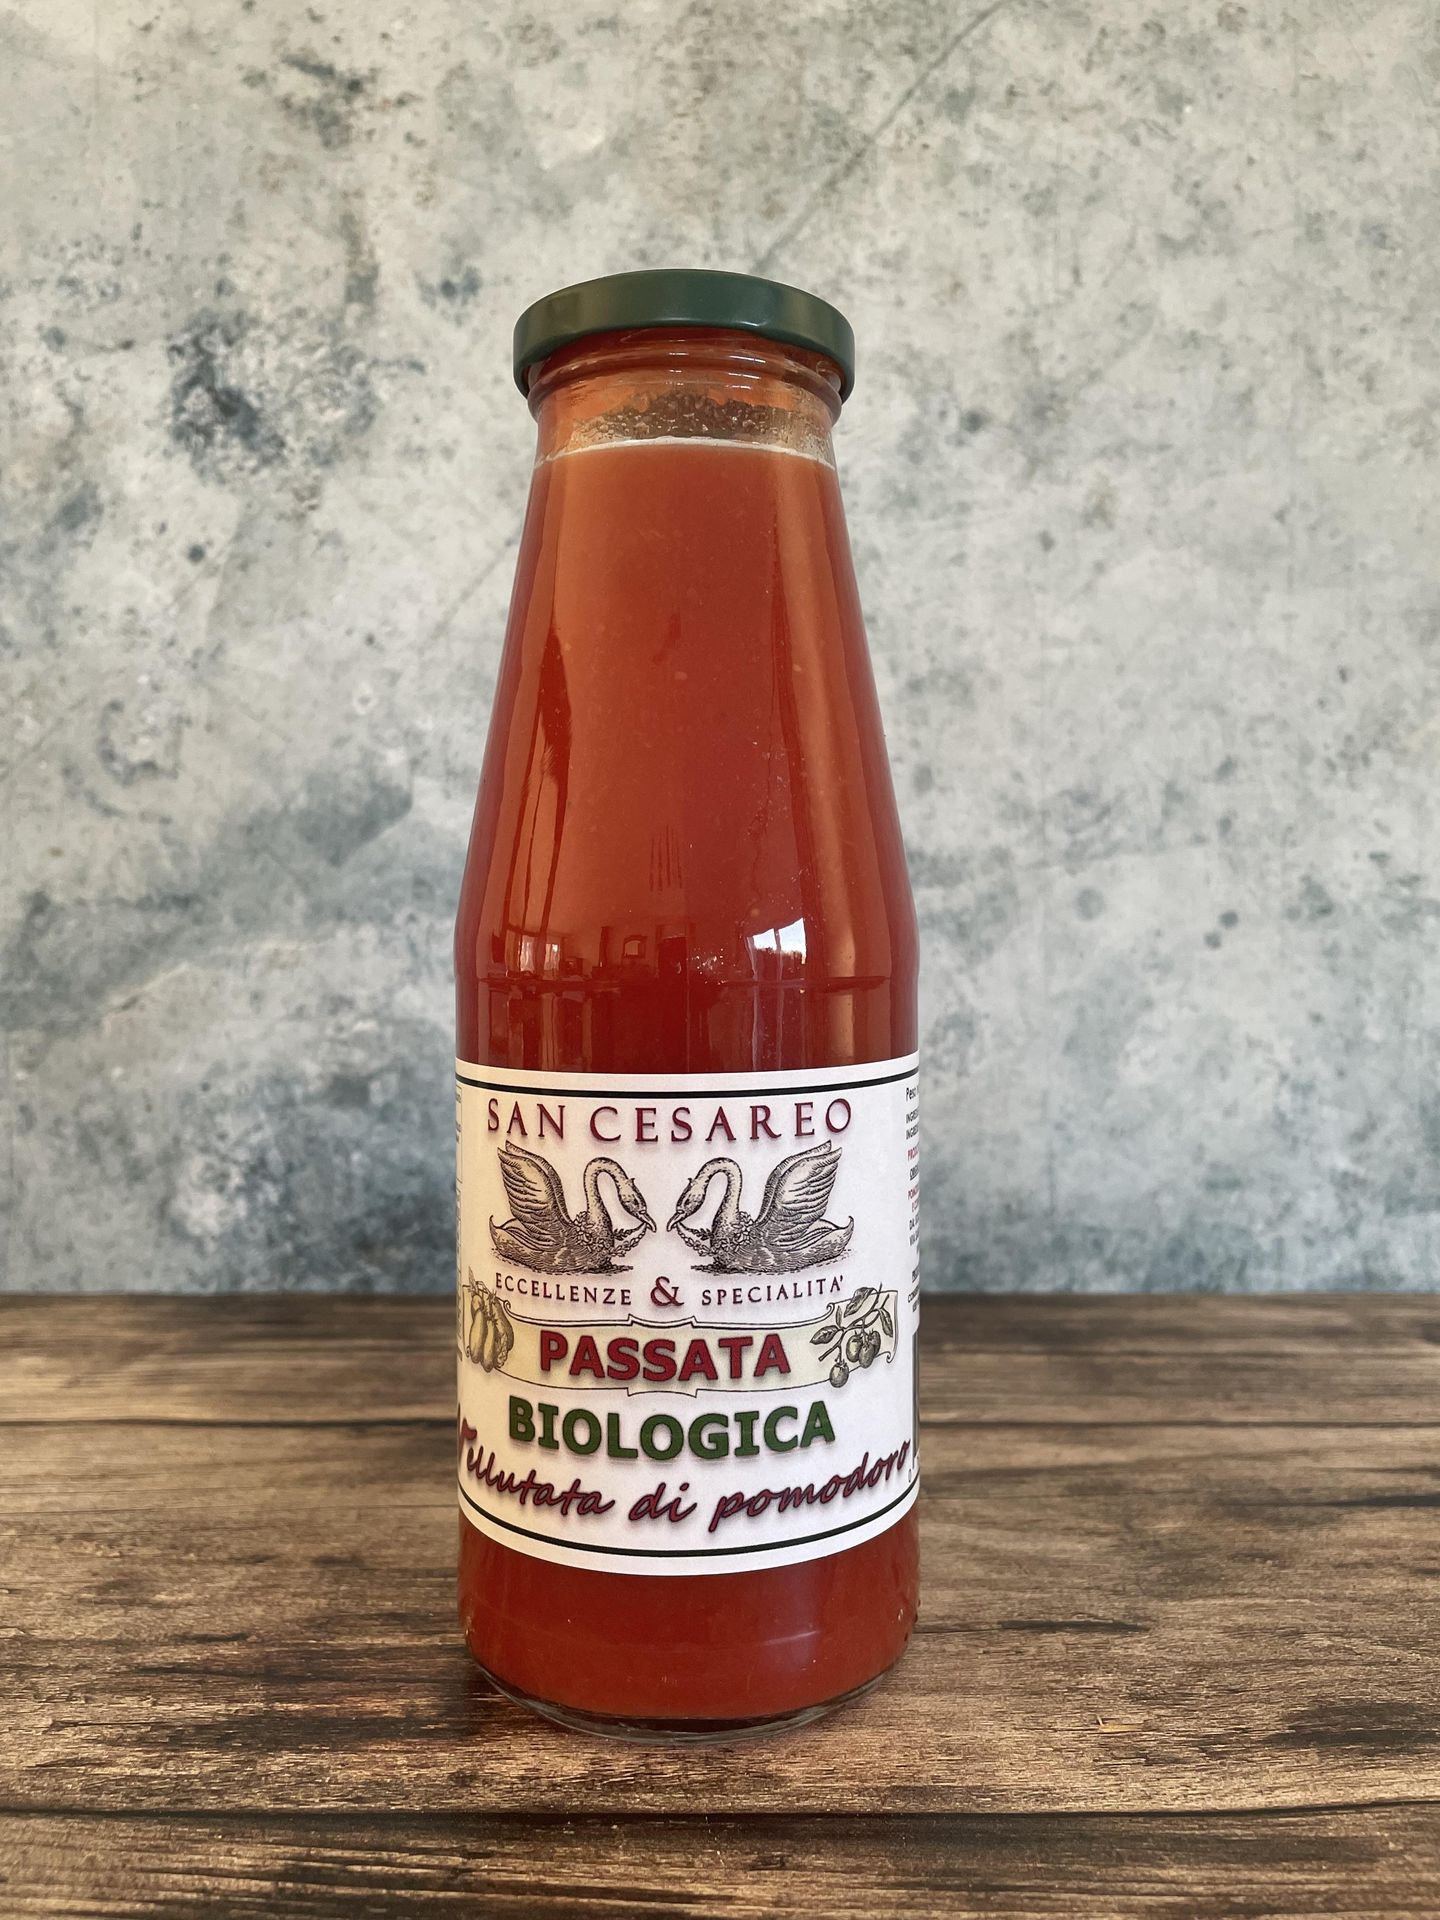 SAN CESAREO
ECCELLENZE & SPECIALITA'
PASSATA
BIOLOGICA
Vellutata di pomodoro